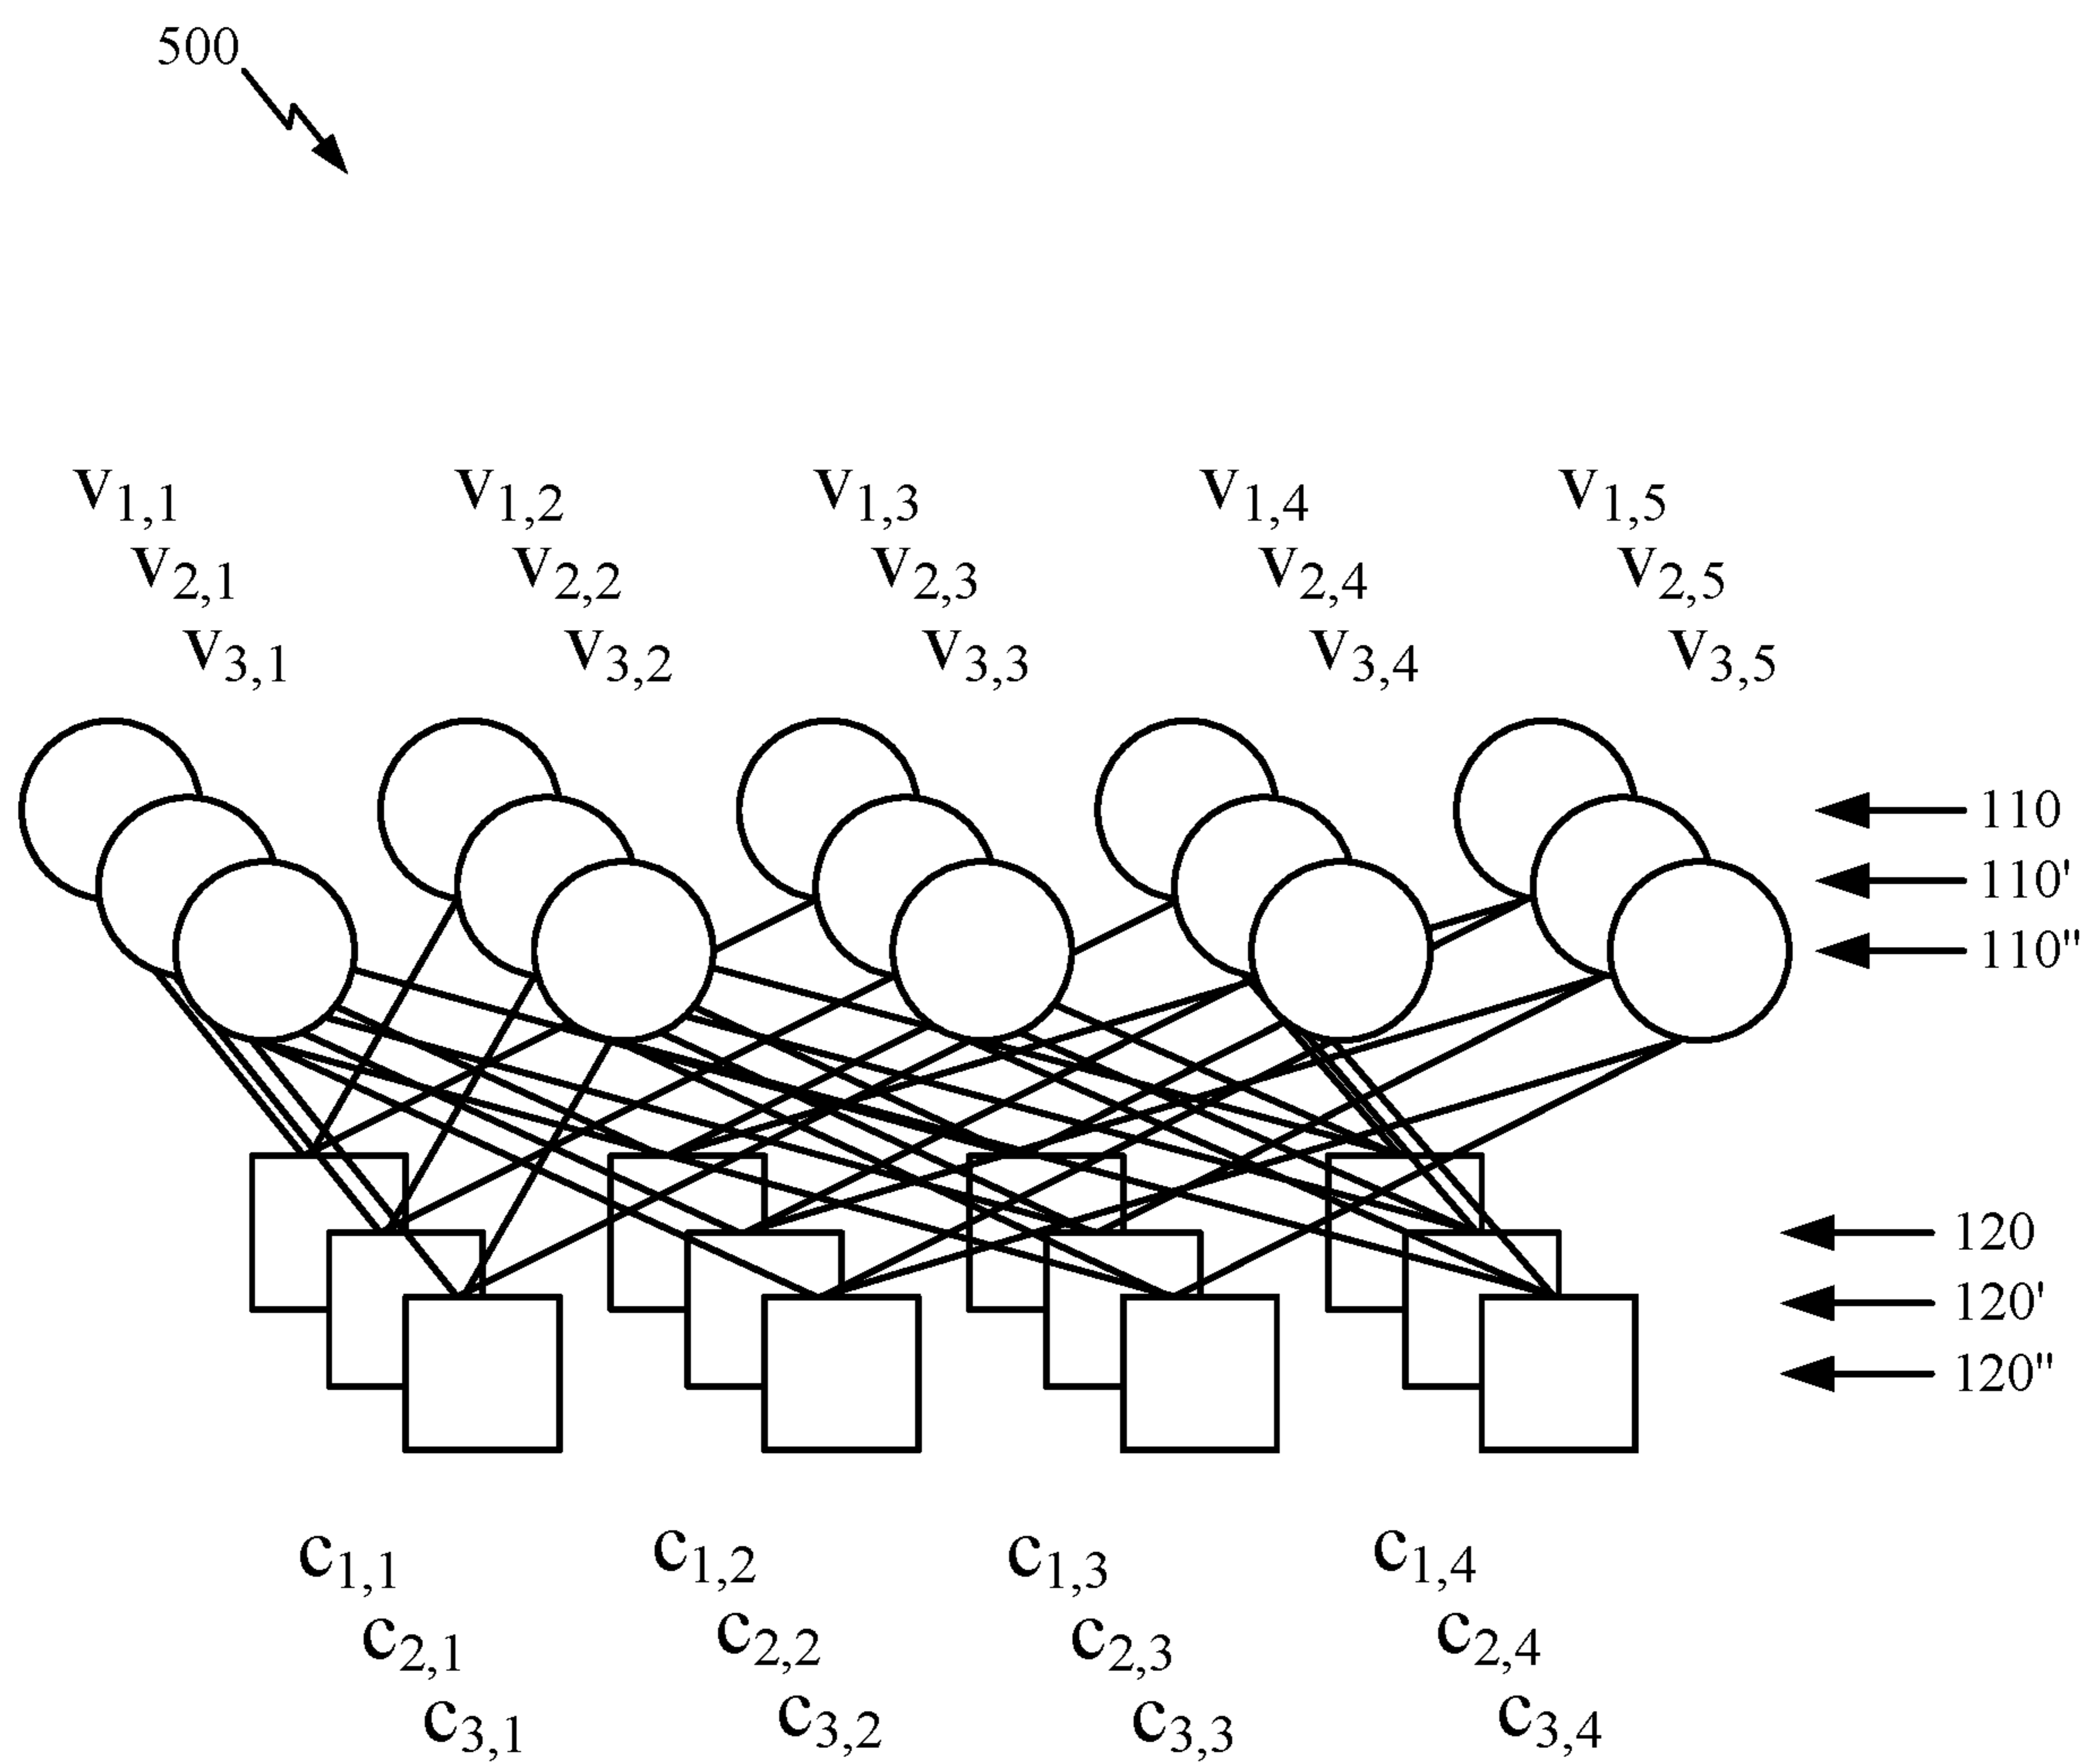 500
v1,1 v1,2 v1,3 v1,4 v1,5
v2,1 v2,2 v2,3 v2,4 v2,5
v3,1 v3,2 v3,3 v3,4 v3,5
110
110'
110"
120
120'
120"
c1,1 c1,2 c1,3 c1,4
c2,1 c2,2 c2,3 c2,4
c3,1 c3,2 c3,3 c3,4